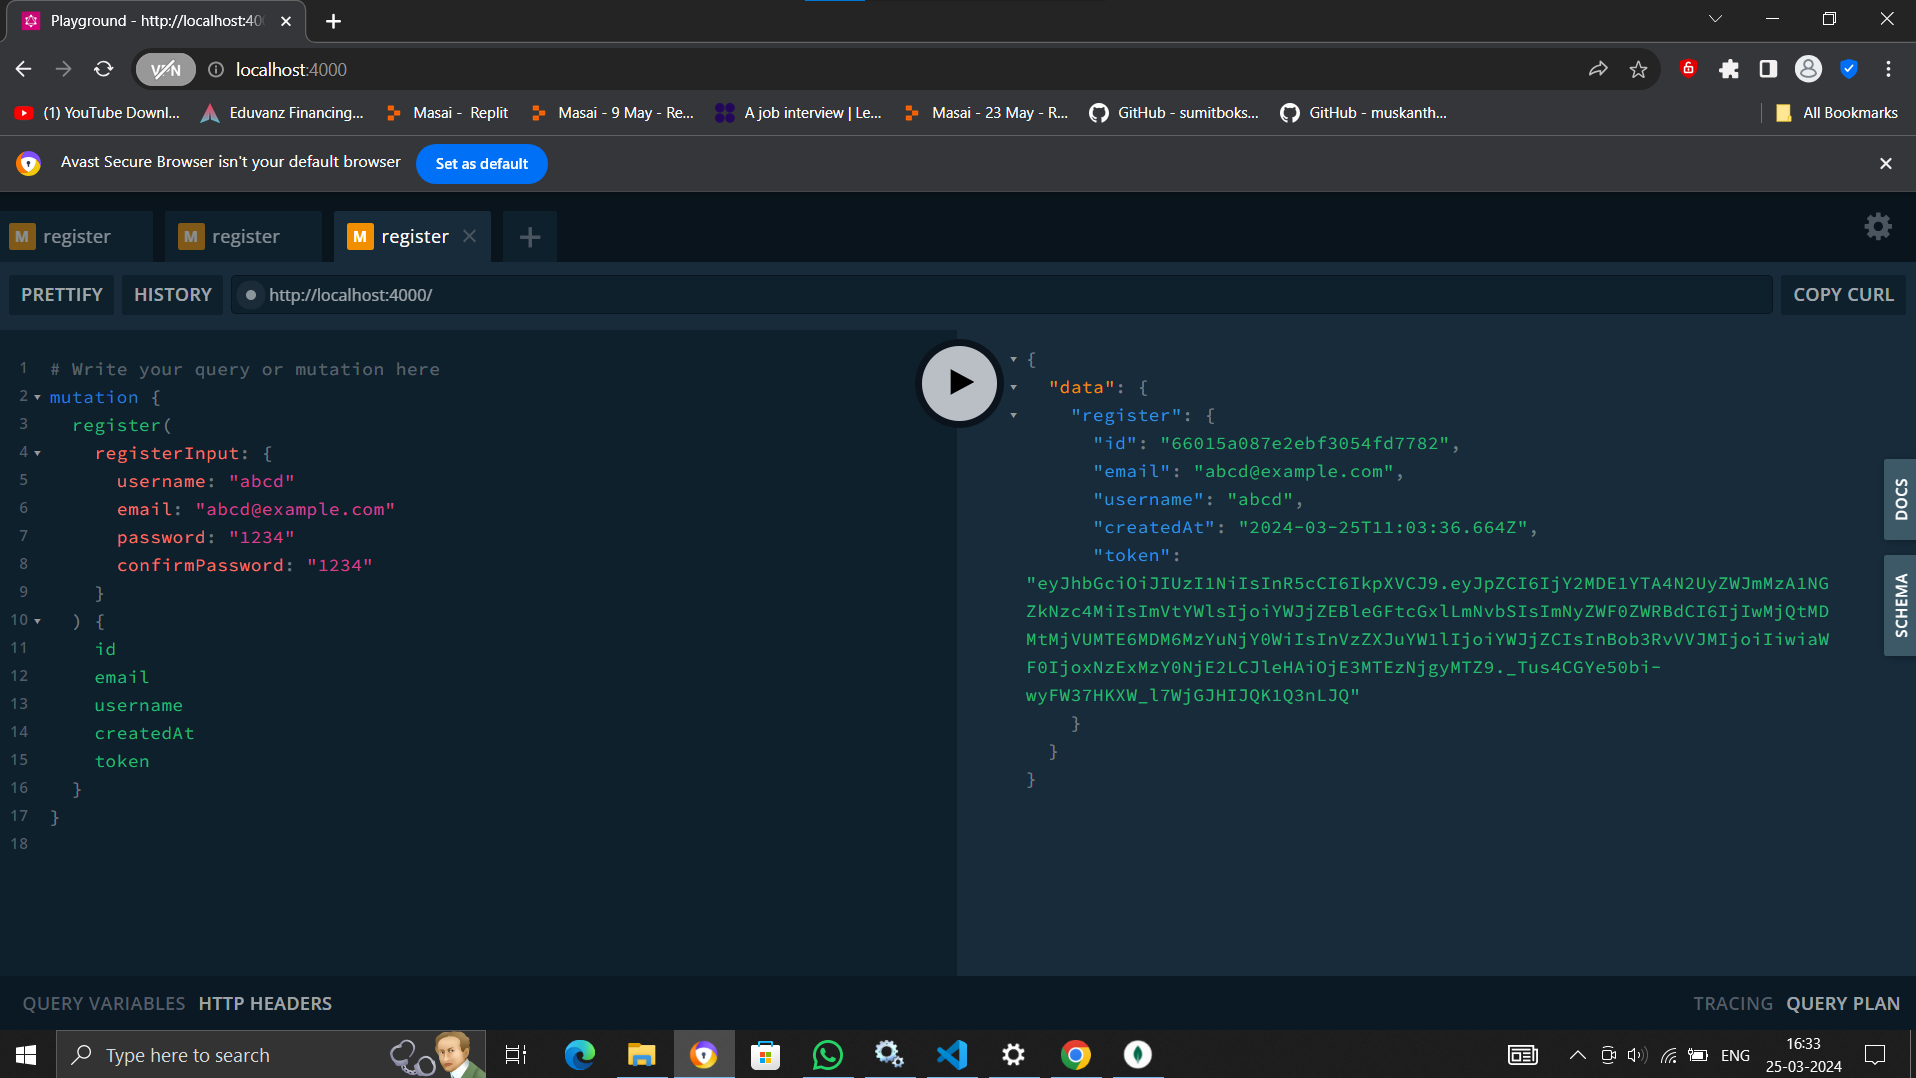 Playground - http://localhost:40
VPN
localhost:4000
(1) YouTube Downl...
Eduvanz Financing...
Masai - Replit
Masai - 9 May - Re...
A job interview | Le...
Masai - 23 May - R...
GitHub - sumitboks...
GitHub - muskanth...
All Bookmarks
Avast Secure Browser isn't your default browser
Set as default
M register
M register
M register
PRETTIFY
HISTORY
http://localhost:4000/
COPY CURL
1 # Write your query or mutation here
2 mutation {
3 register(
4 registerInput: {
5 username: "abcd"
6 email: "abcd@example.com"
7 password: "1234"
8 confirmPassword: "1234"
9 }
10 ) {
11 id
12 email
13 username
14 createdAt
15 token
16 }
17 }
18
{
"data": {
"register": {
"id": "66015a087e2ebf3054fd7782",
"email": "abcd@example.com",
"username": "abcd",
"createdAt": "2024-03-25T11:03:36.664Z",
"token":
"eyJhbGciOiJIUzI1NiIsInR5cCI6IkpXVCJ9.eyJpZCI6IjY2MDE1YTA4N2UyZWJmMzA1NG
ZkNzc4MiIsImVtYWlsIjoiYWJjZEBleGFtcGxlLmNvbSIsImNyZWF0ZWRBdCI6IjIwMjQtMD
MtMjVUMTE6MDM6MzYuNjY0WiIsInVzZXJuYW1lIjoiYWJjZCIsInBob3RvVVJMIjoiIiwiaW
F0IjoxNzExMzY0NjE2LCJleHAiOjE3MTEzNjgyMTZ9._Tus4CGYe50bi-
wyFW37HKXW_l7WjGJHIJQK1Q3nLJQ"
}
}
}
DOCS
SCHEMA
QUERY VARIABLES
HTTP HEADERS
TRACING
QUERY PLAN
Type here to search
ENG
16:33
25-03-2024